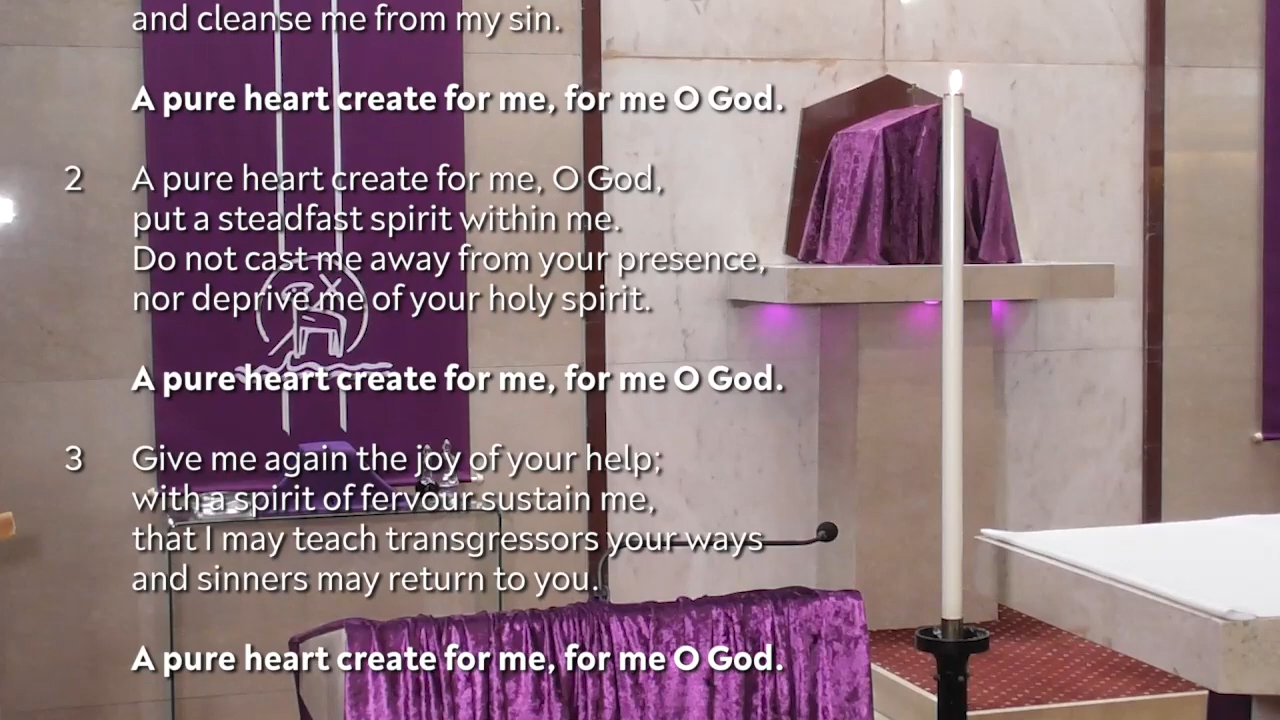 and cleanse me from my sin.
A pure heart create for me, for me O God.
2 A pure heart create for me, O God,
put a steadfast spirit within me.
Do not cast me away from your presence,
nor deprive me of your holy spirit.
A pure heart create for me, for me O God.
3 Give me again the joy of your help;
with a spirit of fervour sustain me,
that I may teach transgressors your ways
and sinners may return to you.
A pure heart create for me, for me O God.